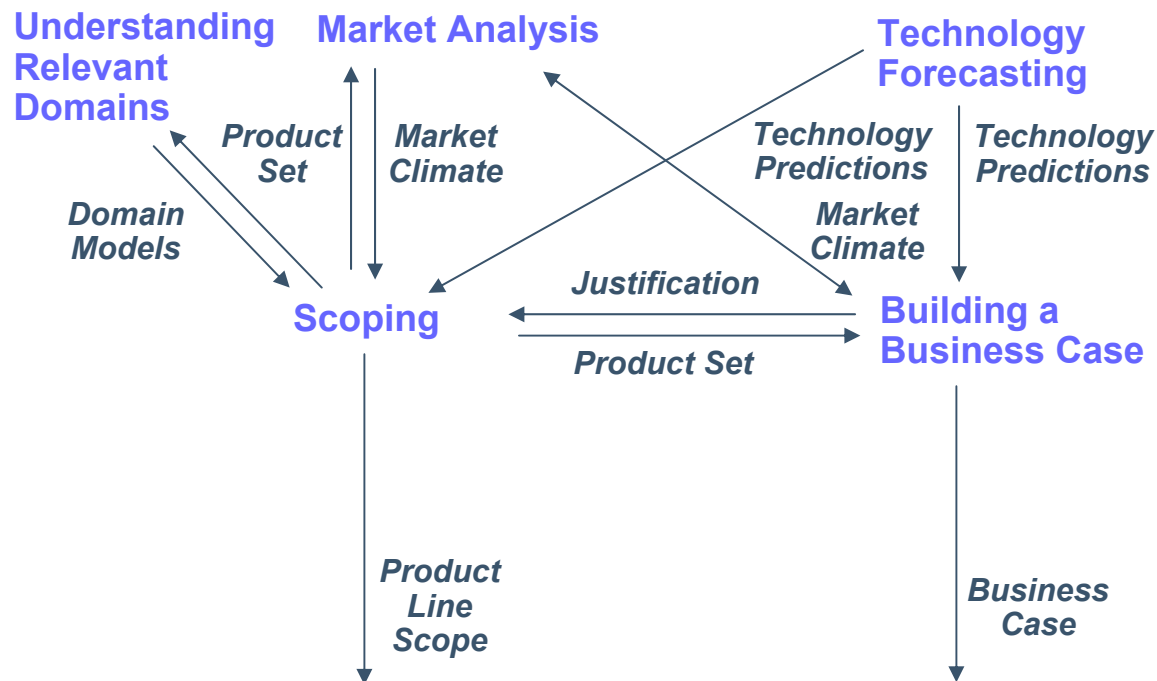 Understanding
Relevant
Domains
Market Analysis
Technology
Forecasting
Product
Set
Market
Climate
Technology
Predictions
Technology
Predictions
Domain
Models
Market
Climate
Justification
Scoping
Building a
Business Case
Product Set
Product
Line
Scope
Business
Case